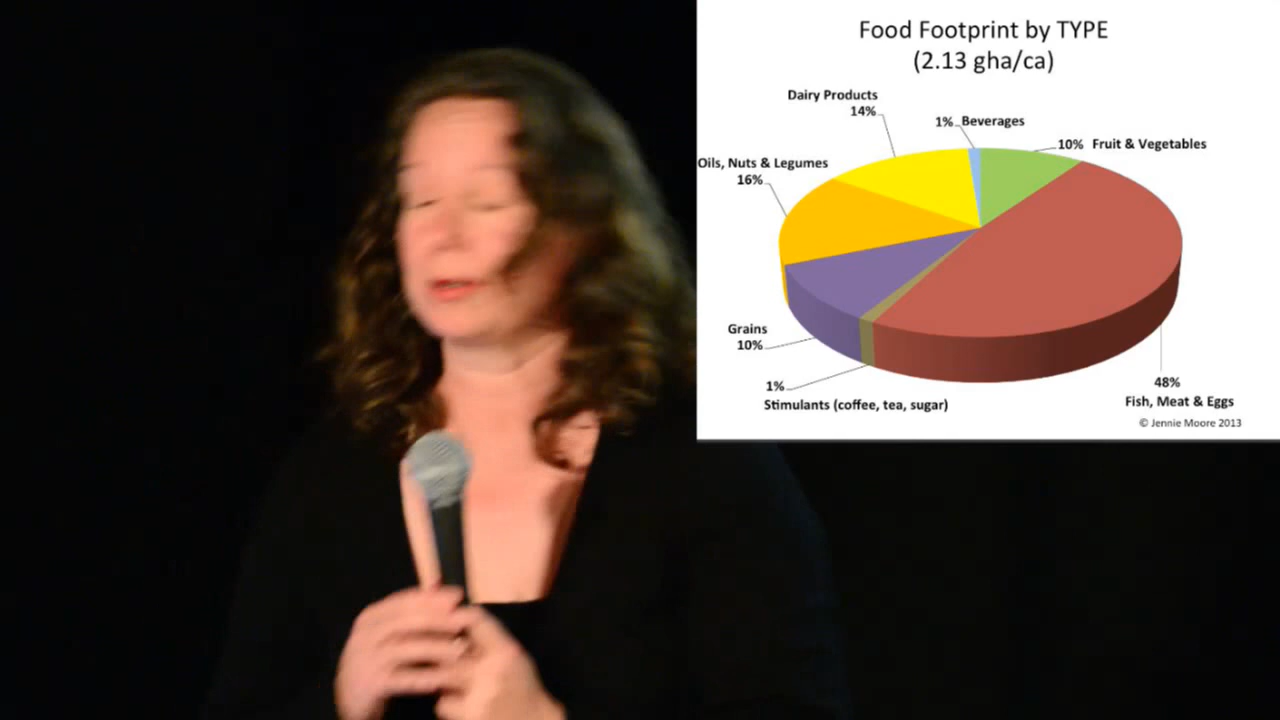 Food Footprint by TYPE
(2.13 gha/ca)
Dairy Products
14%
1% Beverages
10% Fruit & Vegetables
Oils, Nuts & Legumes
16%
Grains
10%
1%
Stimulants (coffee, tea, sugar)
48%
Fish, Meat & Eggs
© Jennie Moore 2013